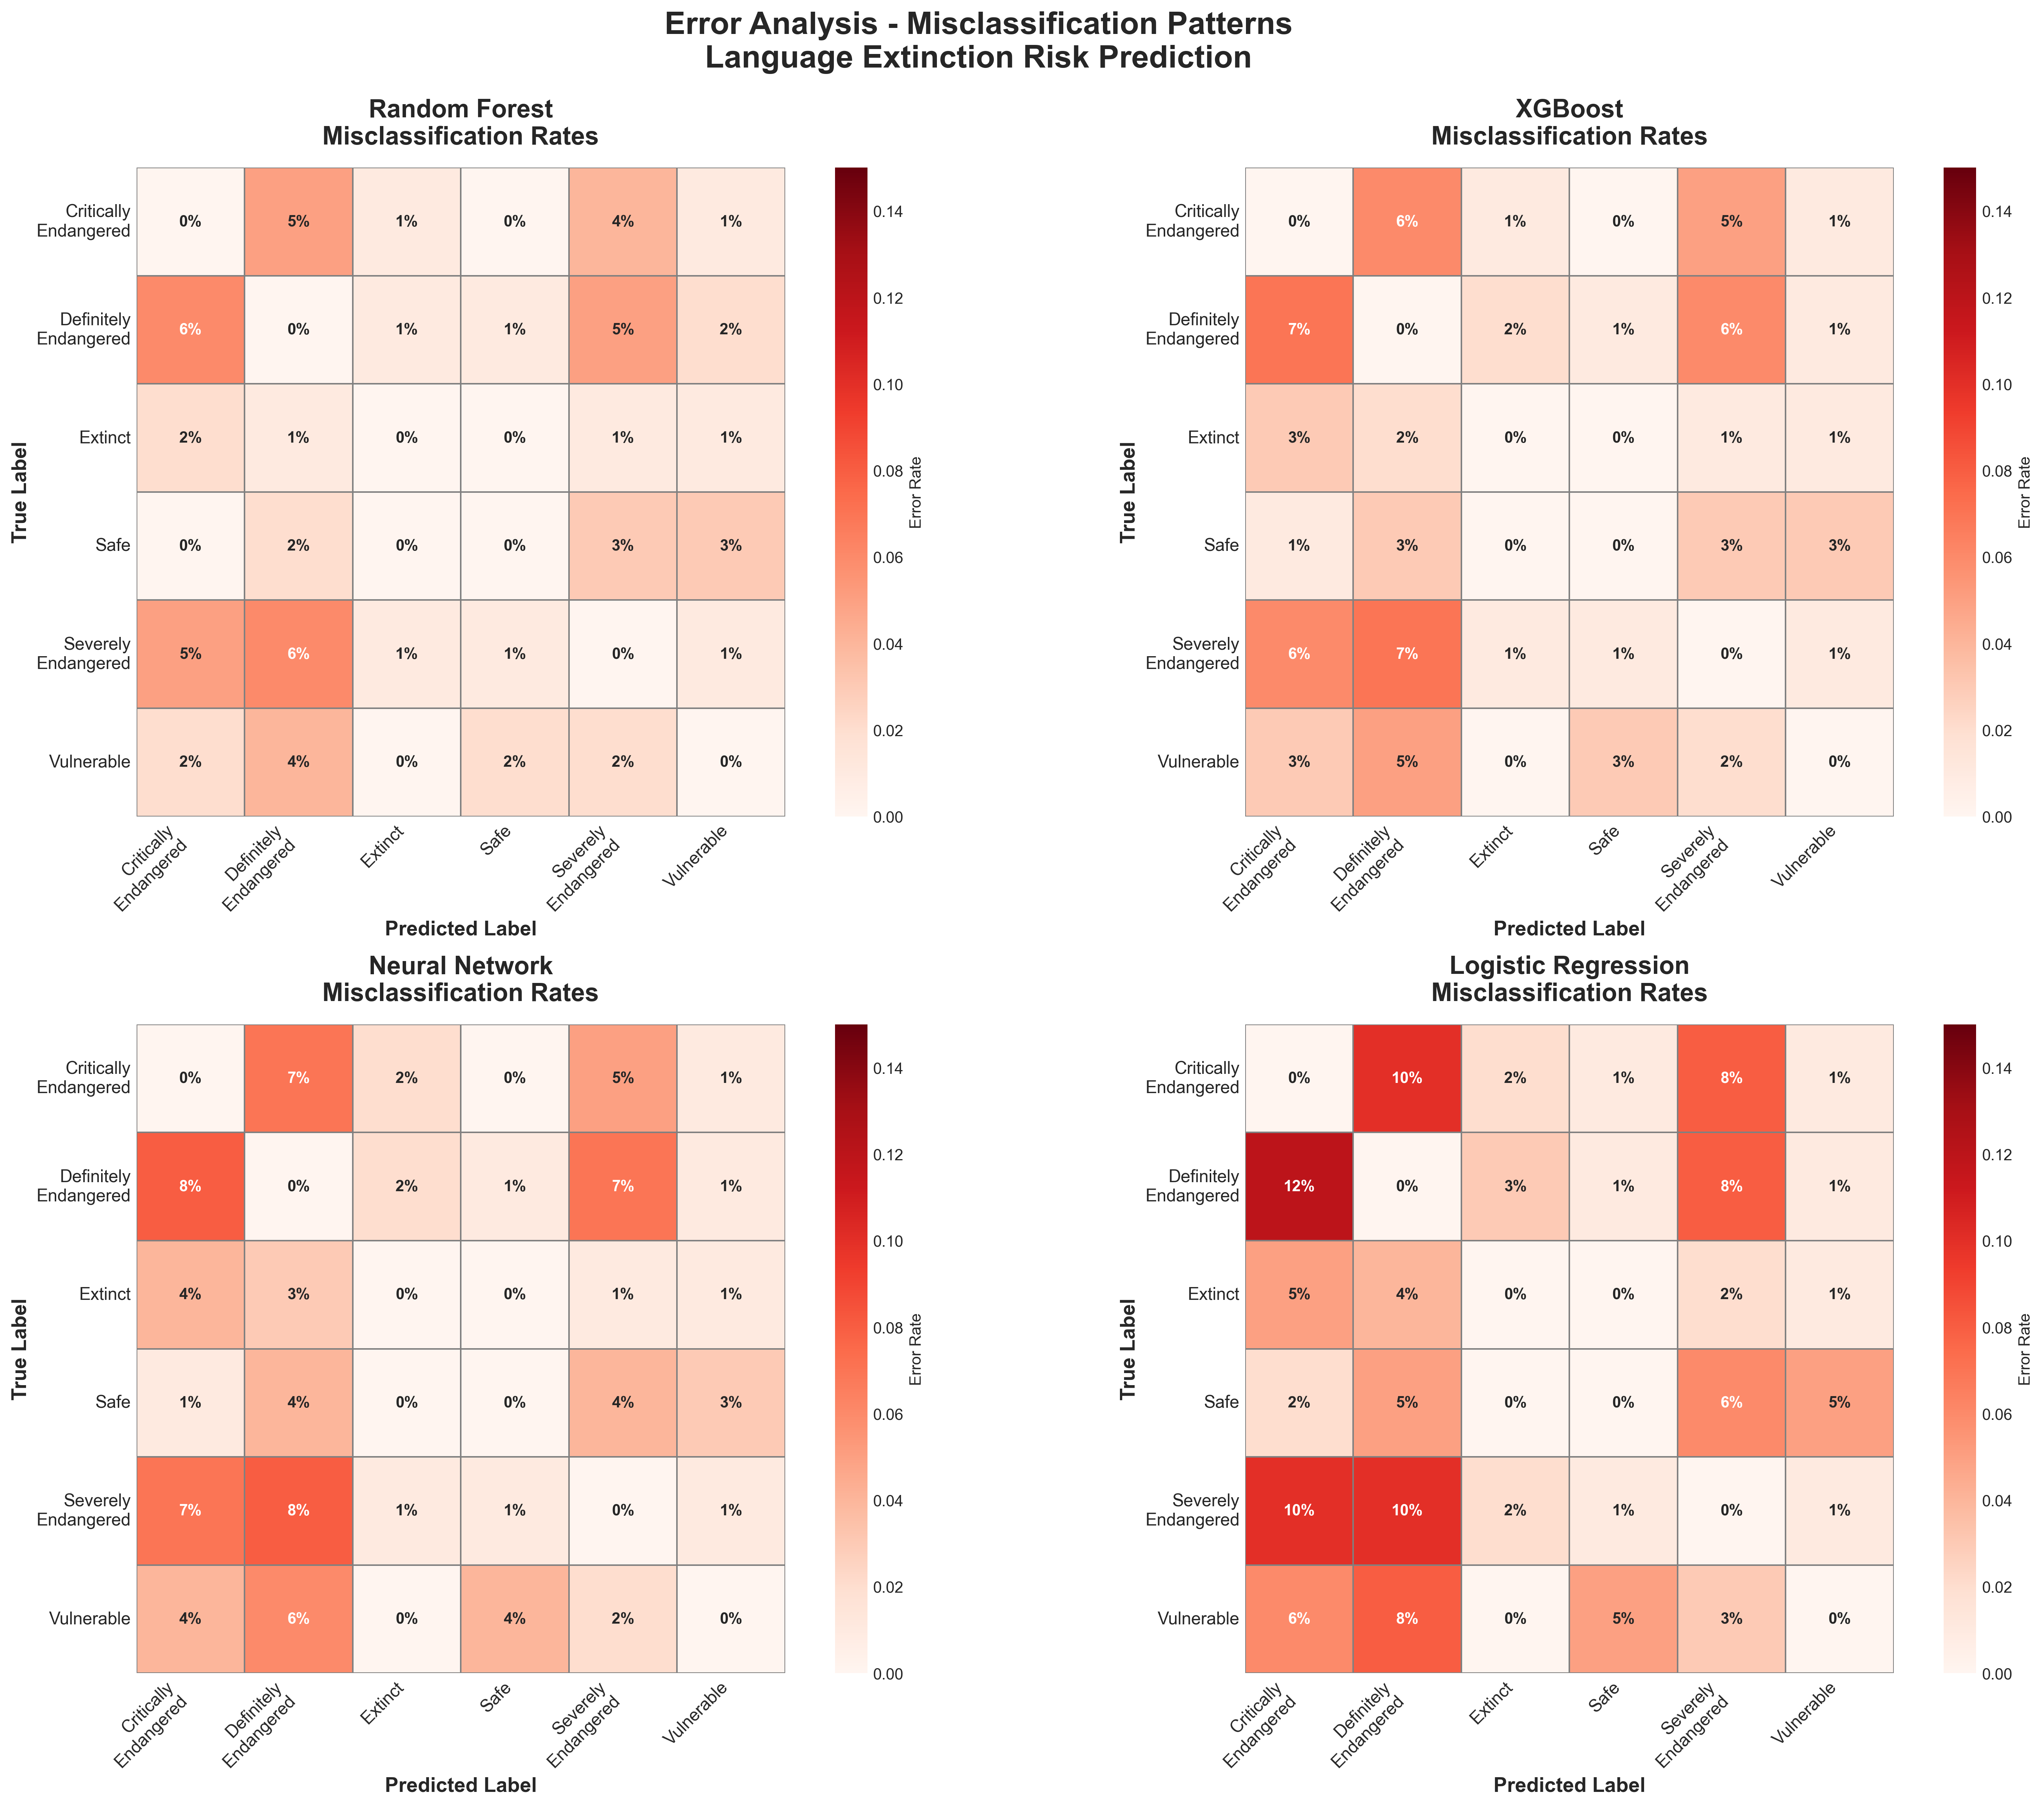 Error Analysis - Misclassification Patterns
Language Extinction Risk Prediction
Random Forest
Misclassification Rates
True Label
Critically
Endangered
0% 5% 1% 0% 4% 1%
Definitely
Endangered
6% 0% 1% 1% 5% 2%
Extinct
2% 1% 0% 0% 1% 1%
Safe
0% 2% 0% 0% 3% 3%
Severely
Endangered
5% 6% 1% 1% 0% 1%
Vulnerable
2% 4% 0% 2% 2% 0%
Critically
Endangered
Definitely
Endangered
Extinct
Safe
Severely
Endangered
Vulnerable
Predicted Label
0.14
0.12
0.10
0.08
0.06
0.04
0.02
0.00
Error Rate
XGBoost
Misclassification Rates
True Label
Critically
Endangered
0% 6% 1% 0% 5% 1%
Definitely
Endangered
7% 0% 2% 1% 6% 1%
Extinct
3% 2% 0% 0% 1% 1%
Safe
1% 3% 0% 0% 3% 3%
Severely
Endangered
6% 7% 1% 1% 0% 1%
Vulnerable
3% 5% 0% 3% 2% 0%
Critically
Endangered
Definitely
Endangered
Extinct
Safe
Severely
Endangered
Vulnerable
Predicted Label
0.14
0.12
0.10
0.08
0.06
0.04
0.02
0.00
Error Rate
Neural Network
Misclassification Rates
True Label
Critically
Endangered
0% 7% 2% 0% 5% 1%
Definitely
Endangered
8% 0% 2% 1% 7% 1%
Extinct
4% 3% 0% 0% 1% 1%
Safe
1% 4% 0% 0% 4% 3%
Severely
Endangered
7% 8% 1% 1% 0% 1%
Vulnerable
4% 6% 0% 4% 2% 0%
Critically
Endangered
Definitely
Endangered
Extinct
Safe
Severely
Endangered
Vulnerable
Predicted Label
0.14
0.12
0.10
0.08
0.06
0.04
0.02
0.00
Error Rate
Logistic Regression
Misclassification Rates
True Label
Critically
Endangered
0% 10% 2% 1% 8% 1%
Definitely
Endangered
12% 0% 3% 1% 8% 1%
Extinct
5% 4% 0% 0% 2% 1%
Safe
2% 5% 0% 0% 6% 5%
Severely
Endangered
10% 10% 2% 1% 0% 1%
Vulnerable
6% 8% 0% 5% 3% 0%
Critically
Endangered
Definitely
Endangered
Extinct
Safe
Severely
Endangered
Vulnerable
Predicted Label
0.14
0.12
0.10
0.08
0.06
0.04
0.02
0.00
Error Rate